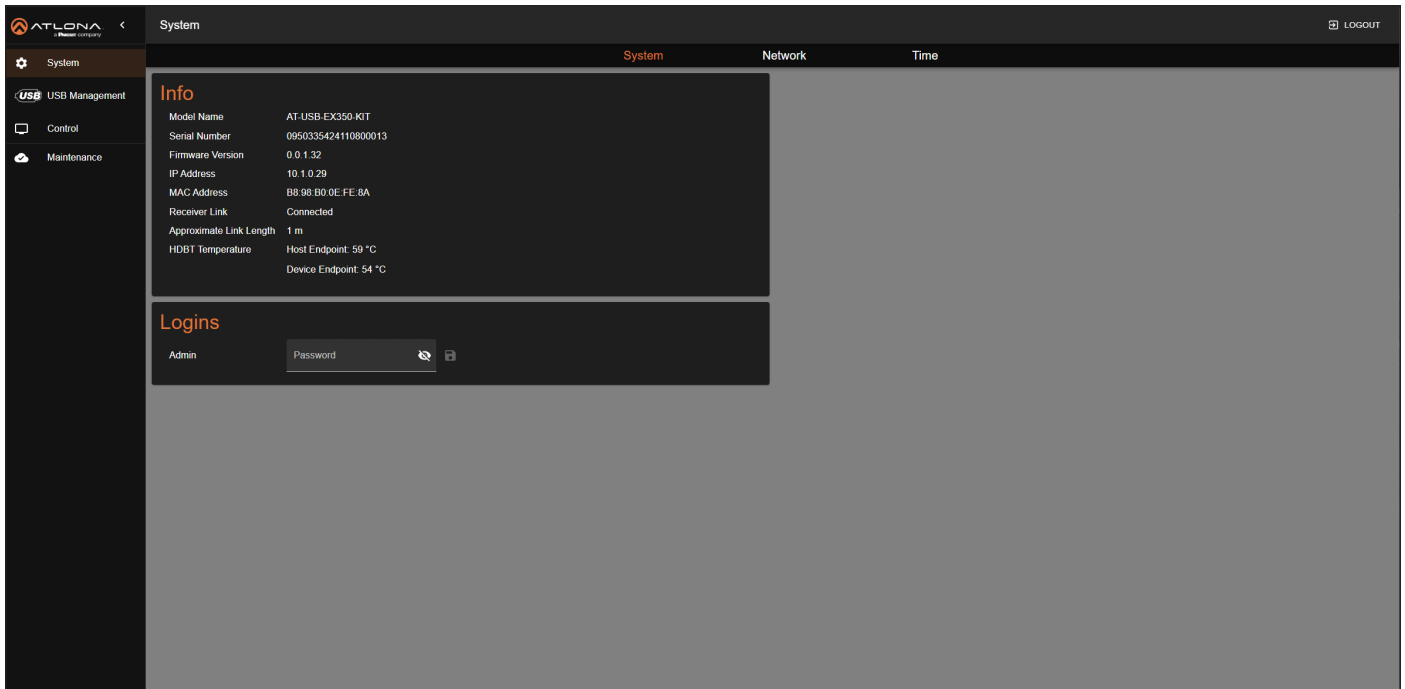 ATLONA
a Panduit company
System
LOGOUT
System
Network
Time
System
USB USB Management
Control
Maintenance
Info
Model Name AT-USB-EX350-KIT
Serial Number 0950335424110800013
Firmware Version 0.0.1.32
IP Address 10.1.0.29
MAC Address B8:98:B0:0E:FE:8A
Receiver Link Connected
Approximate Link Length 1 m
HDBT Temperature Host Endpoint: 59 °C
Device Endpoint: 54 °C
Logins
Admin Password